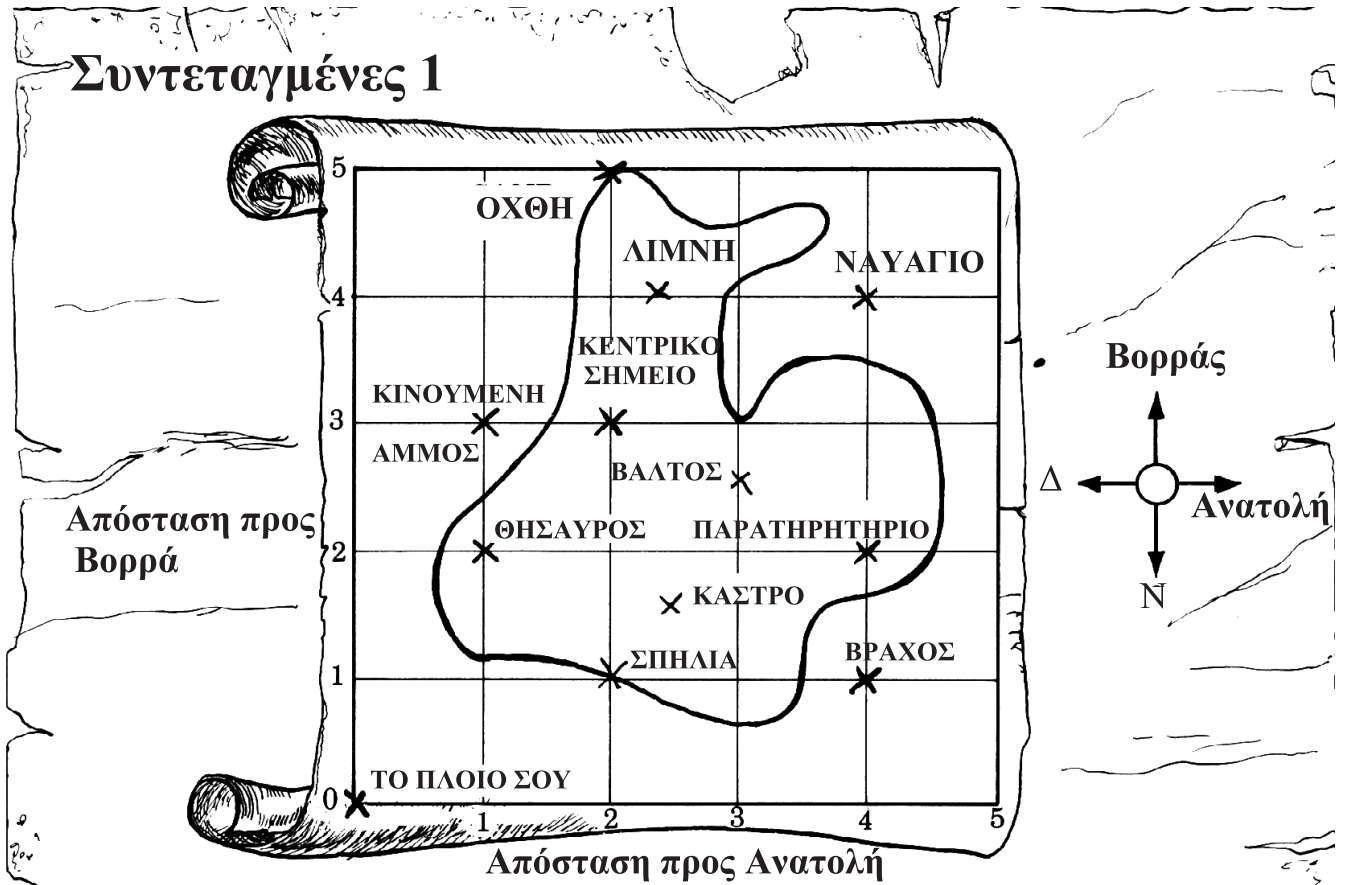 Συντεταγμένες 1
5
ΟΧΘΗ
ΛΙΜΝΗ
ΝΑΥΑΓΙΟ
4
ΚΕΝΤΡΙΚΟ
ΣΗΜΕΙΟ
Βορράς
ΚΙΝΟΥΜΕΝΗ
3
ΑΜΜΟΣ
ΒΑΛΤΟΣ
Δ
Ανατολή
Απόσταση προς
Βορρά
ΘΗΣΑΥΡΟΣ
ΠΑΡΑΤΗΡΗΤΗΡΙΟ
2
Ν
ΚΑΣΤΡΟ
ΣΠΗΛΙΑ
ΒΡΑΧΟΣ
1
ΤΟ ΠΛΟΙΟ ΣΟΥ
0
1 2 3 4 5
Απόσταση προς Ανατολή